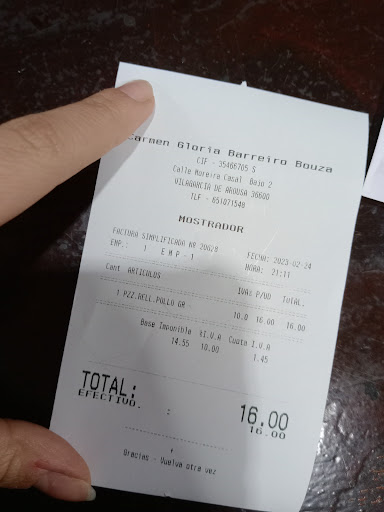 Carmen Gloria Barreiro Bouza
CIF - 35466705 S
Calle Moreira Casal Bajo 2
VILAGARCIA DE AROUSA 36600
TLF - 651071548
MOSTRADOR
FACTURA SIMPLIFICADA NR 20028 FECHA: 2023-02-24
EMP.: 1 E M P - 1 HORA: 21:11
Cant ARTICULOS IVA% P/UD TOTAL.
1 PZZ.RELL.POLLO GR 10.0 16.00 16.00
Base Imponible %I.V.A Cuota I.V.A
14.55 10.00 1.45
TOTAL: 16.00
EFECTIVO. : 16.00
Gracias - Vuelva otra vez